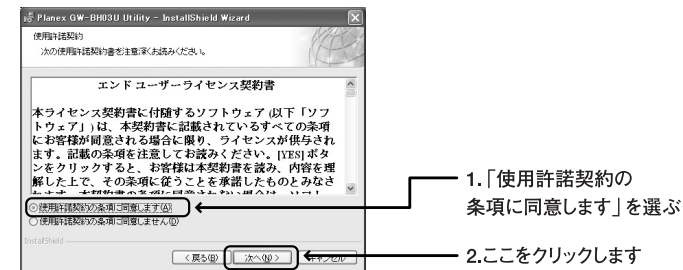 Planex GW-BH03U Utility - InstallShield Wizard
使用許諾契約
次の使用許諾契約書を注意深くお読みください。
エンド ユーザーライセンス契約書
本ライセンス契約書に付随するソフトウェア (以下「ソフ
トウェア」) は、本契約書に記載されているすべての条項
にお客様が同意される場合に限り、ライセンスが供与され
ます。記載の条項を注意してお読みください。[YES] ボタ
ンをクリックすると、お客様は本契約書を読み、内容を理
解した上で、その条項に従うことを承諾したものとみなさ
使用許諾契約の条項に同意します(A)
使用許諾契約の条項に同意しません(D)
InstallShield
< 戻る(B)
次へ(N) >
キャンセル
1.「使用許諾契約の
条項に同意します」を選ぶ
2.ここをクリックします